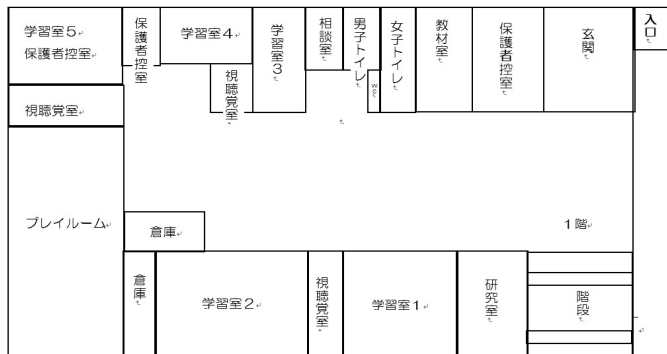 学習室５
保護者控室
保護者控室
学習室４
視聴覚室
学習室３
相談室
男子トイレ
wc
女子トイレ
教材室
保護者控室
玄関
入口
視聴覚室
プレイルーム
倉庫
１階
倉庫
学習室２
視聴覚室
学習室１
研究室
階段